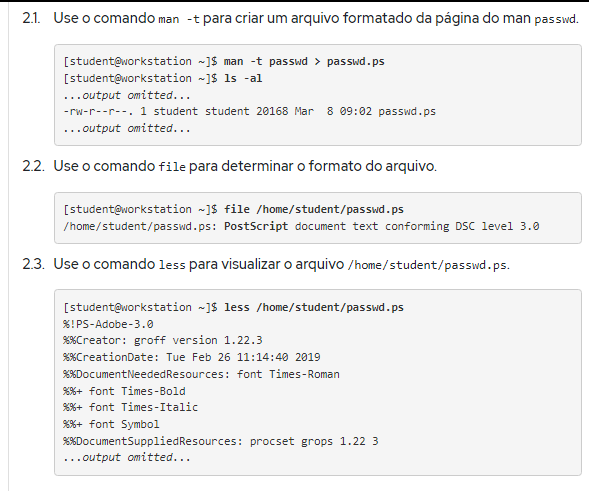 2.1. Use o comando man -t para criar um arquivo formatado da página do man passwd.
[student@workstation ~]$ man -t passwd > passwd.ps
[student@workstation ~]$ ls -al
...output omitted...
-rw-r--r--. 1 student student 20168 Mar  8 09:02 passwd.ps
...output omitted...
2.2. Use o comando file para determinar o formato do arquivo.
[student@workstation ~]$ file /home/student/passwd.ps
/home/student/passwd.ps: PostScript document text conforming DSC level 3.0
2.3. Use o comando less para visualizar o arquivo /home/student/passwd.ps.
[student@workstation ~]$ less /home/student/passwd.ps
%!PS-Adobe-3.0
%%Creator: groff version 1.22.3
%%CreationDate: Tue Feb 26 11:14:40 2019
%%DocumentNeededResources: font Times-Roman
%%+ font Times-Bold
%%+ font Times-Italic
%%+ font Symbol
%%DocumentSuppliedResources: procset grops 1.22 3
...output omitted...